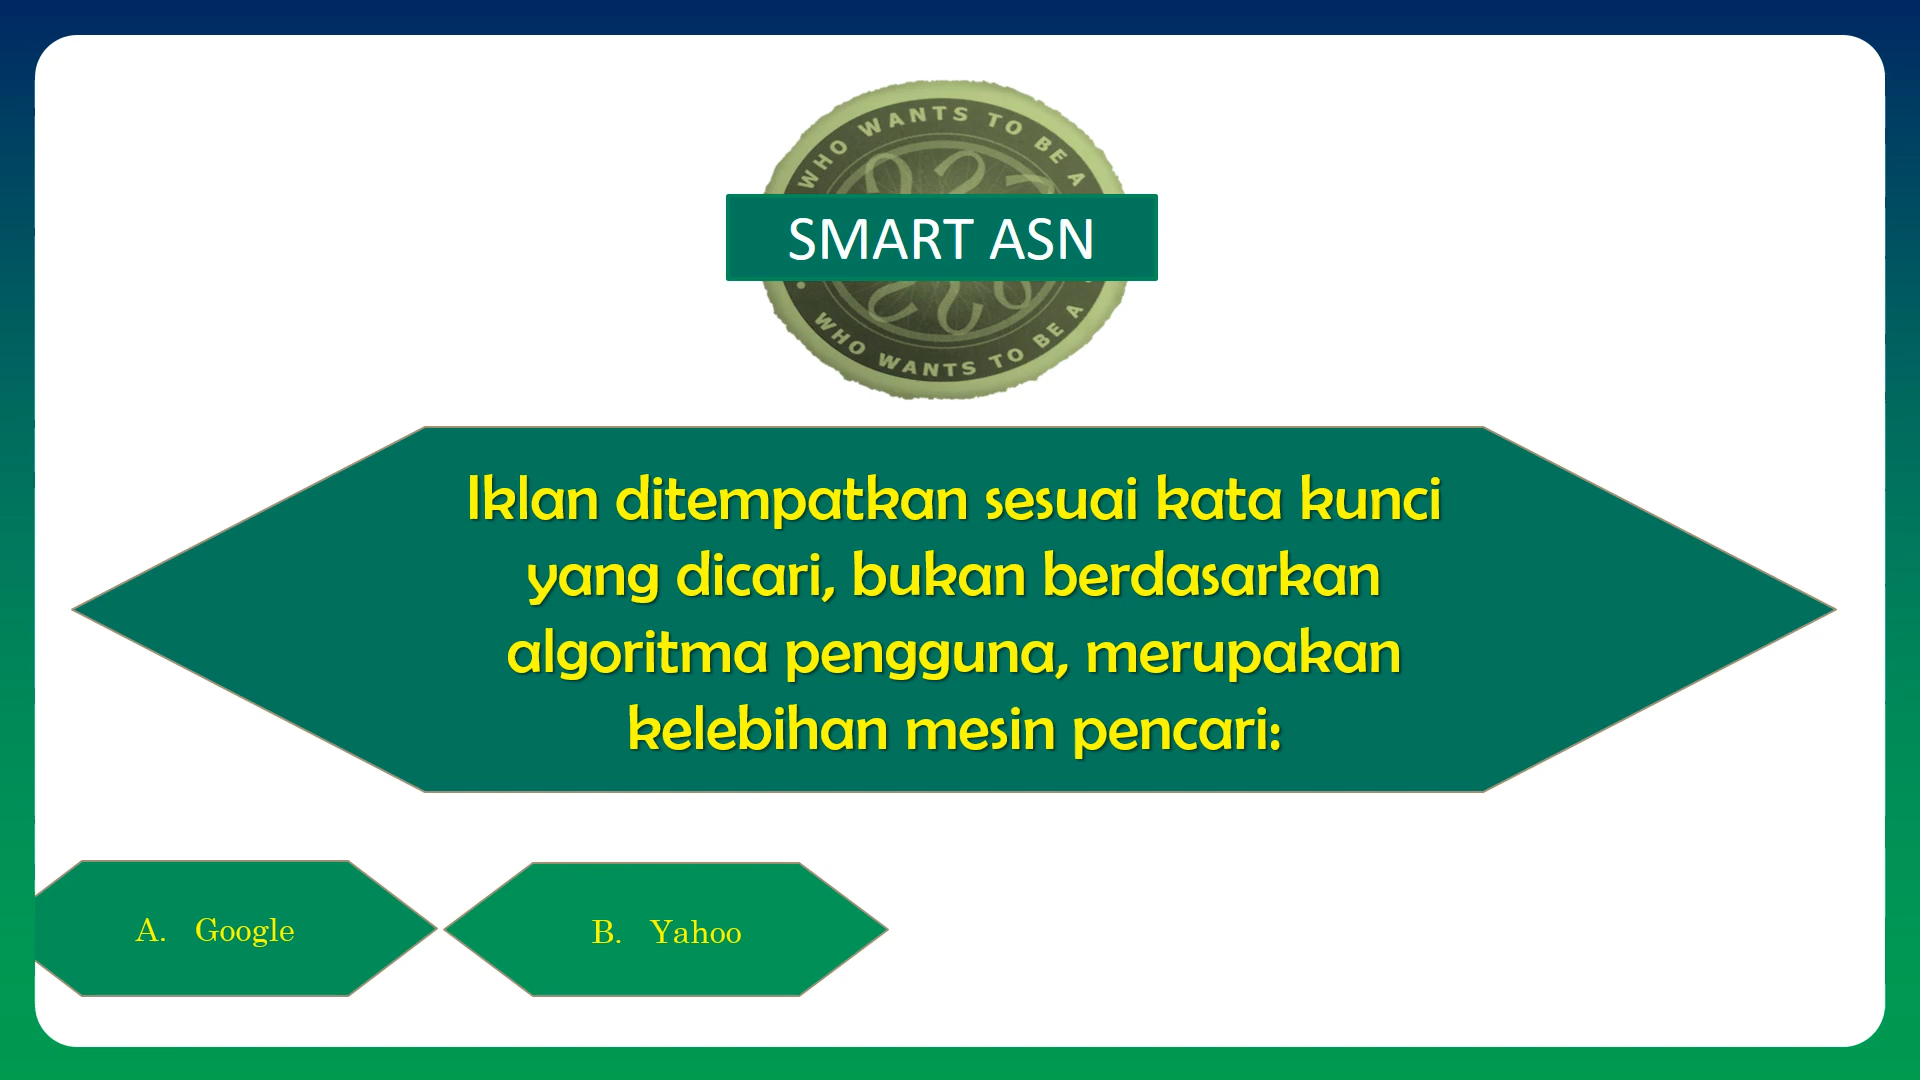 WHO WANTS TO BE A
SMART ASN
WHO WANTS TO BE A
Iklan ditempatkan sesuai kata kunci
yang dicari, bukan berdasarkan
algoritma pengguna, merupakan
kelebihan mesin pencari:
A. Google
B. Yahoo